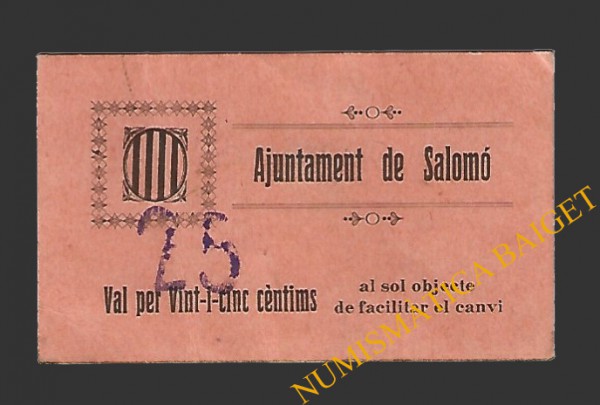 Ajuntament de Salomó
25
Val per Vint-i-cinc cèntims
al sol objecte
de facilitar el canvi
NUMISMATICA BAIGET